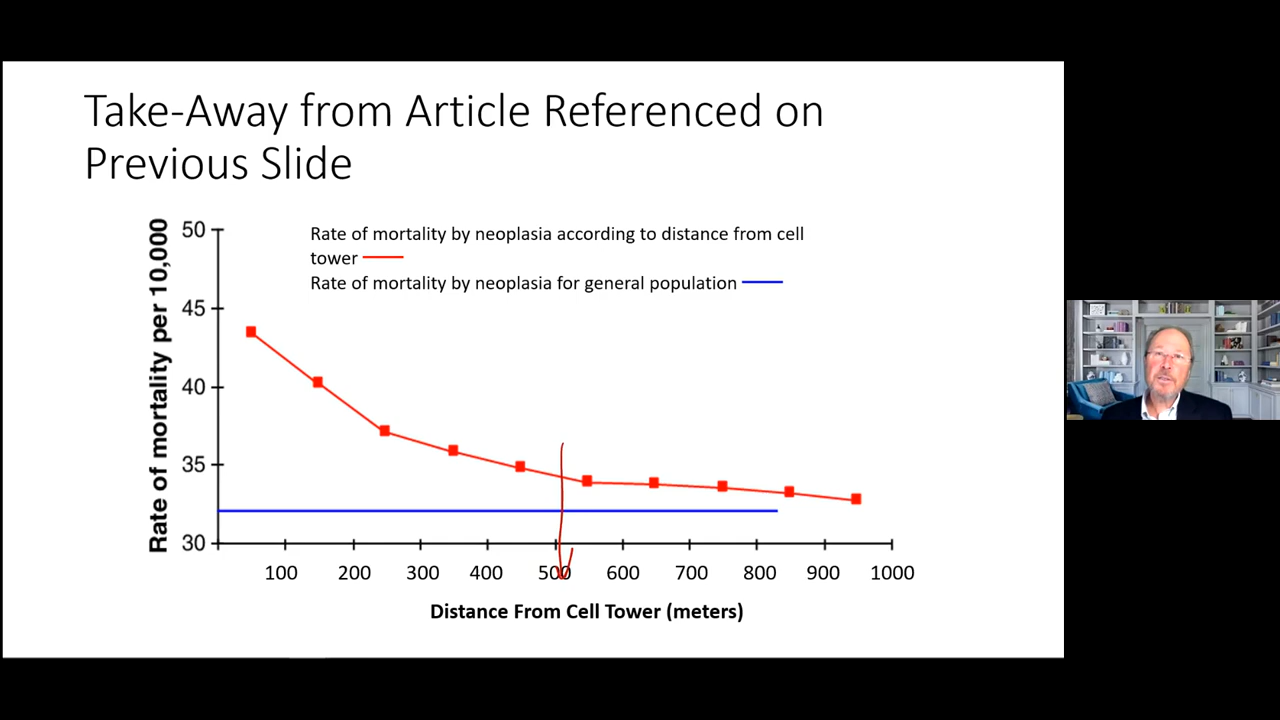 Take-Away from Article Referenced on
Previous Slide
Rate of mortality per 10,000
50
45
40
35
30
Rate of mortality by neoplasia according to distance from cell
tower
Rate of mortality by neoplasia for general population
100 200 300 400 500 600 700 800 900 1000
Distance From Cell Tower (meters)